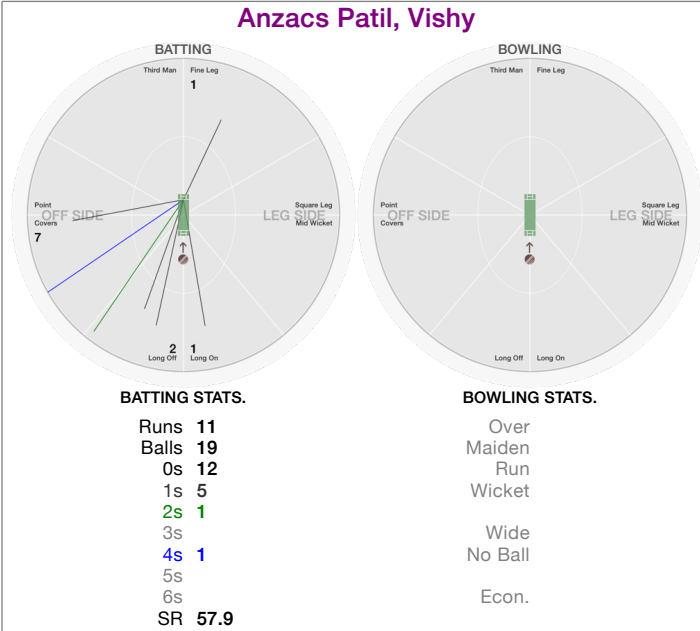 Anzacs Patil, Vishy
BATTING
Third Man Fine Leg
1
Point
OFF SIDE
Covers
7
Square Leg
LEG SIDE
Mid Wicket
2 1
Long Off Long On
BOWLING
Third Man Fine Leg
Point
OFF SIDE
Covers
Square Leg
LEG SIDE
Mid Wicket
Long Off Long On
BATTING STATS.
Runs 11
Balls 19
0s 12
1s 5
2s 1
3s
4s 1
5s
6s
SR 57.9
BOWLING STATS.
Over
Maiden
Run
Wicket
Wide
No Ball
Econ.